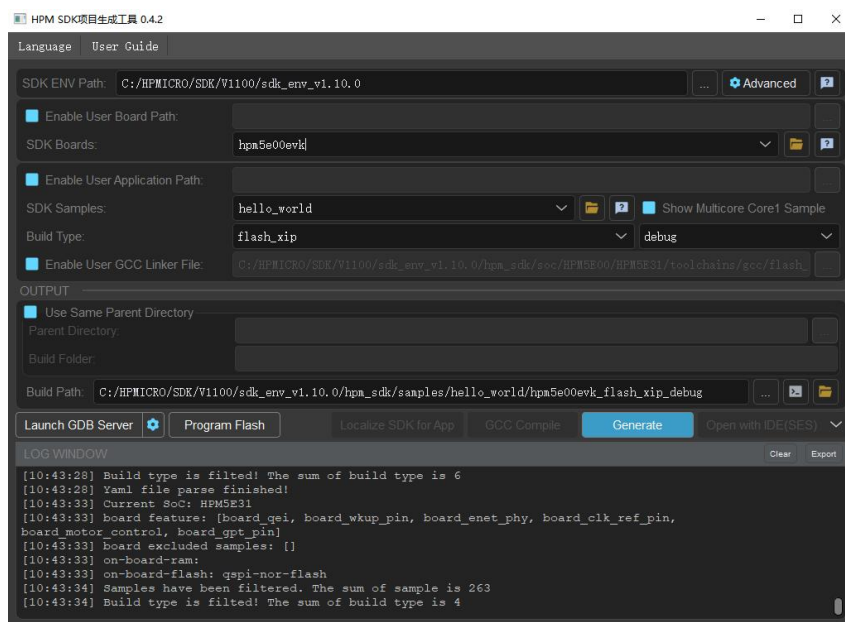 HPM SDK项目生成工具 0.4.2
Language User Guide
SDK ENV Path: C:/HPMICRO/SDK/V1100/sdk_env_v1.10.0 ... Advanced
Enable User Board Path: ...
SDK Boards: hpm5e00evk
Enable User Application Path: ...
SDK Samples: hello_world Show Multicore Core1 Sample
Build Type: flash_xip debug
Enable User GCC Linker File: C:/HPMICRO/SDK/V1100/sdk_env_v1.10.0/hpm_sdk/soc/HPM5E00/HPM5E31/toolchains/gcc/flash_ ...
OUTPUT
Use Same Parent Directory
Parent Directory: ...
Build Folder:
Build Path: C:/HPMICRO/SDK/V1100/sdk_env_v1.10.0/hpm_sdk/samples/hello_world/hpm5e00evk_flash_xip_debug ...
Launch GDB Server Program Flash Localize SDK for App GCC Compile Generate Open with IDE(SES)
LOG WINDOW Clear Export
[10:43:28] Build type is filted! The sum of build type is 6
[10:43:28] Yaml file parse finished!
[10:43:33] Current SoC: HPM5E31
[10:43:33] board feature: [board_qei, board_wkup_pin, board_enet_phy, board_clk_ref_pin,
board_motor_control, board_gpt_pin]
[10:43:33] board excluded samples: []
[10:43:33] on-board-ram:
[10:43:33] on-board-flash: qspi-nor-flash
[10:43:34] Samples have been filtered. The sum of sample is 263
[10:43:34] Build type is filted! The sum of build type is 4